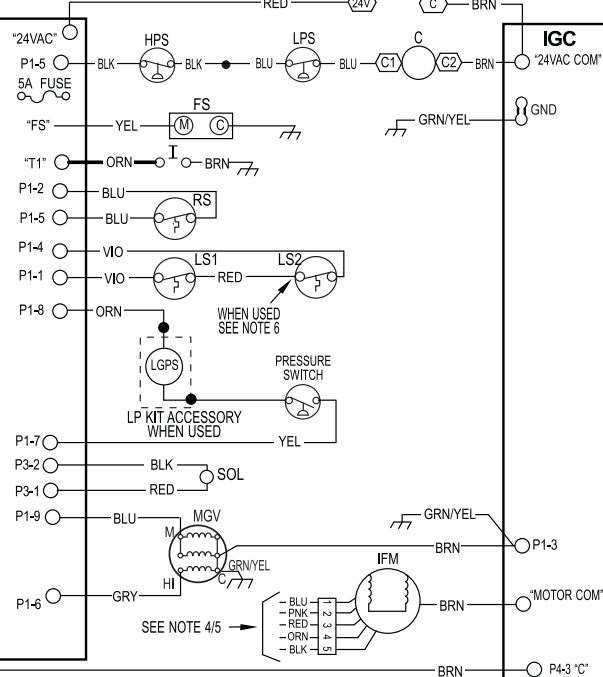 RED
24V
C
BRN
"24VAC"
HPS
LPS
C
IGC
P1-5
BLK
BLK
BLU
BLU
C1
C2
BRN
"24VAC COM"
5A FUSE
FS
GND
"FS"
YEL
M
C
GRN/YEL
"T1"
ORN
I
BRN
P1-2
BLU
RS
P1-5
BLU
P1-4
VIO
LS1
LS2
P1-1
VIO
RED
P1-8
ORN
WHEN USED
SEE NOTE 6
LGPS
PRESSURE
SWITCH
LP KIT ACCESSORY
WHEN USED
P1-7
YEL
P3-2
BLK
SOL
P3-1
RED
P1-9
BLU
MGV
GRN/YEL
M
BRN
P1-3
GRN/YEL
IFM
HI
C
P1-6
GRY
BLU 1
PNK 2
RED 3
ORN 4
BLK 5
BRN
"MOTOR COM"
SEE NOTE 4/5
BRN
P4-3 "C"